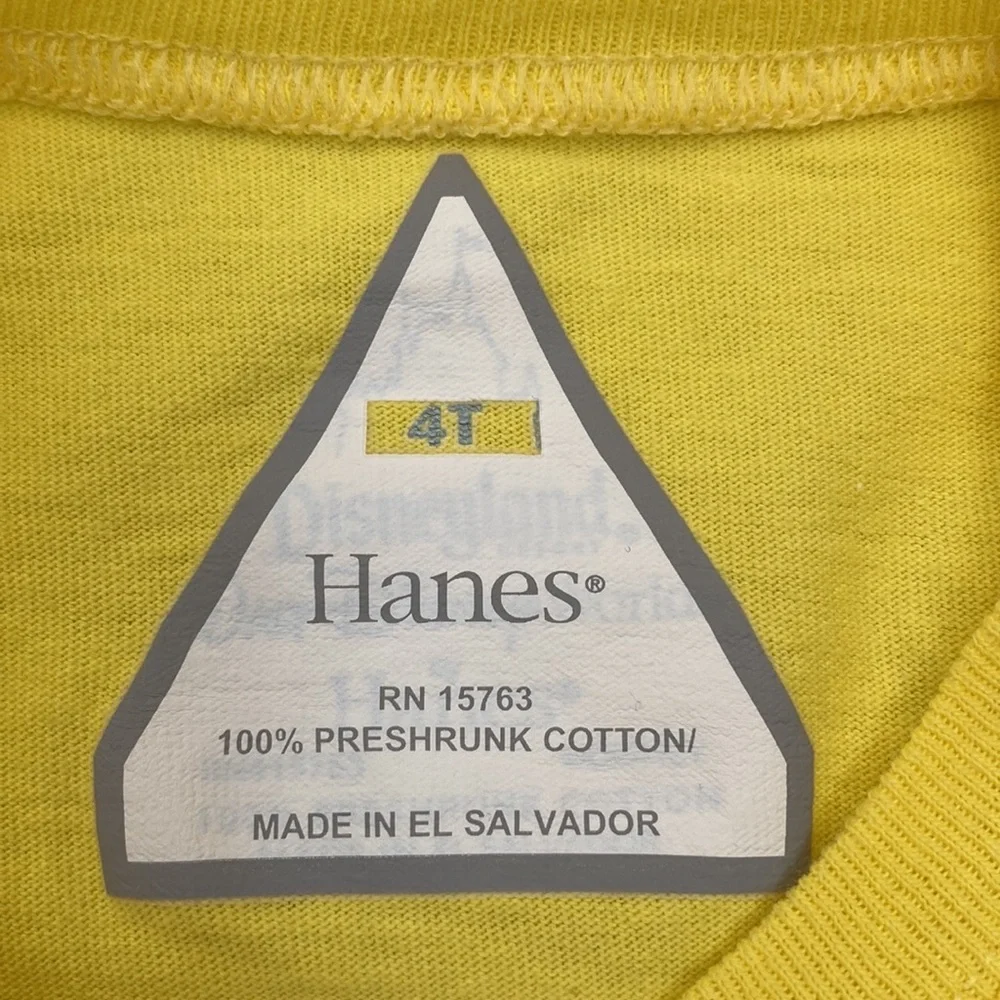 4T
Hanes®
RN 15763
100% PRESHRUNK COTTON/
MADE IN EL SALVADOR